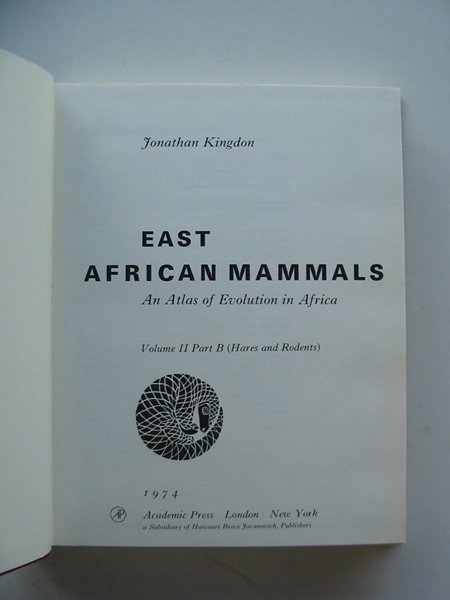 Jonathan Kingdon
EAST
AFRICAN MAMMALS
An Atlas of Evolution in Africa
Volume II Part B (Hares and Rodents)
1974
AP
Academic Press London New York
a Subsidiary of Harcourt Brace Jovanovich, Publishers